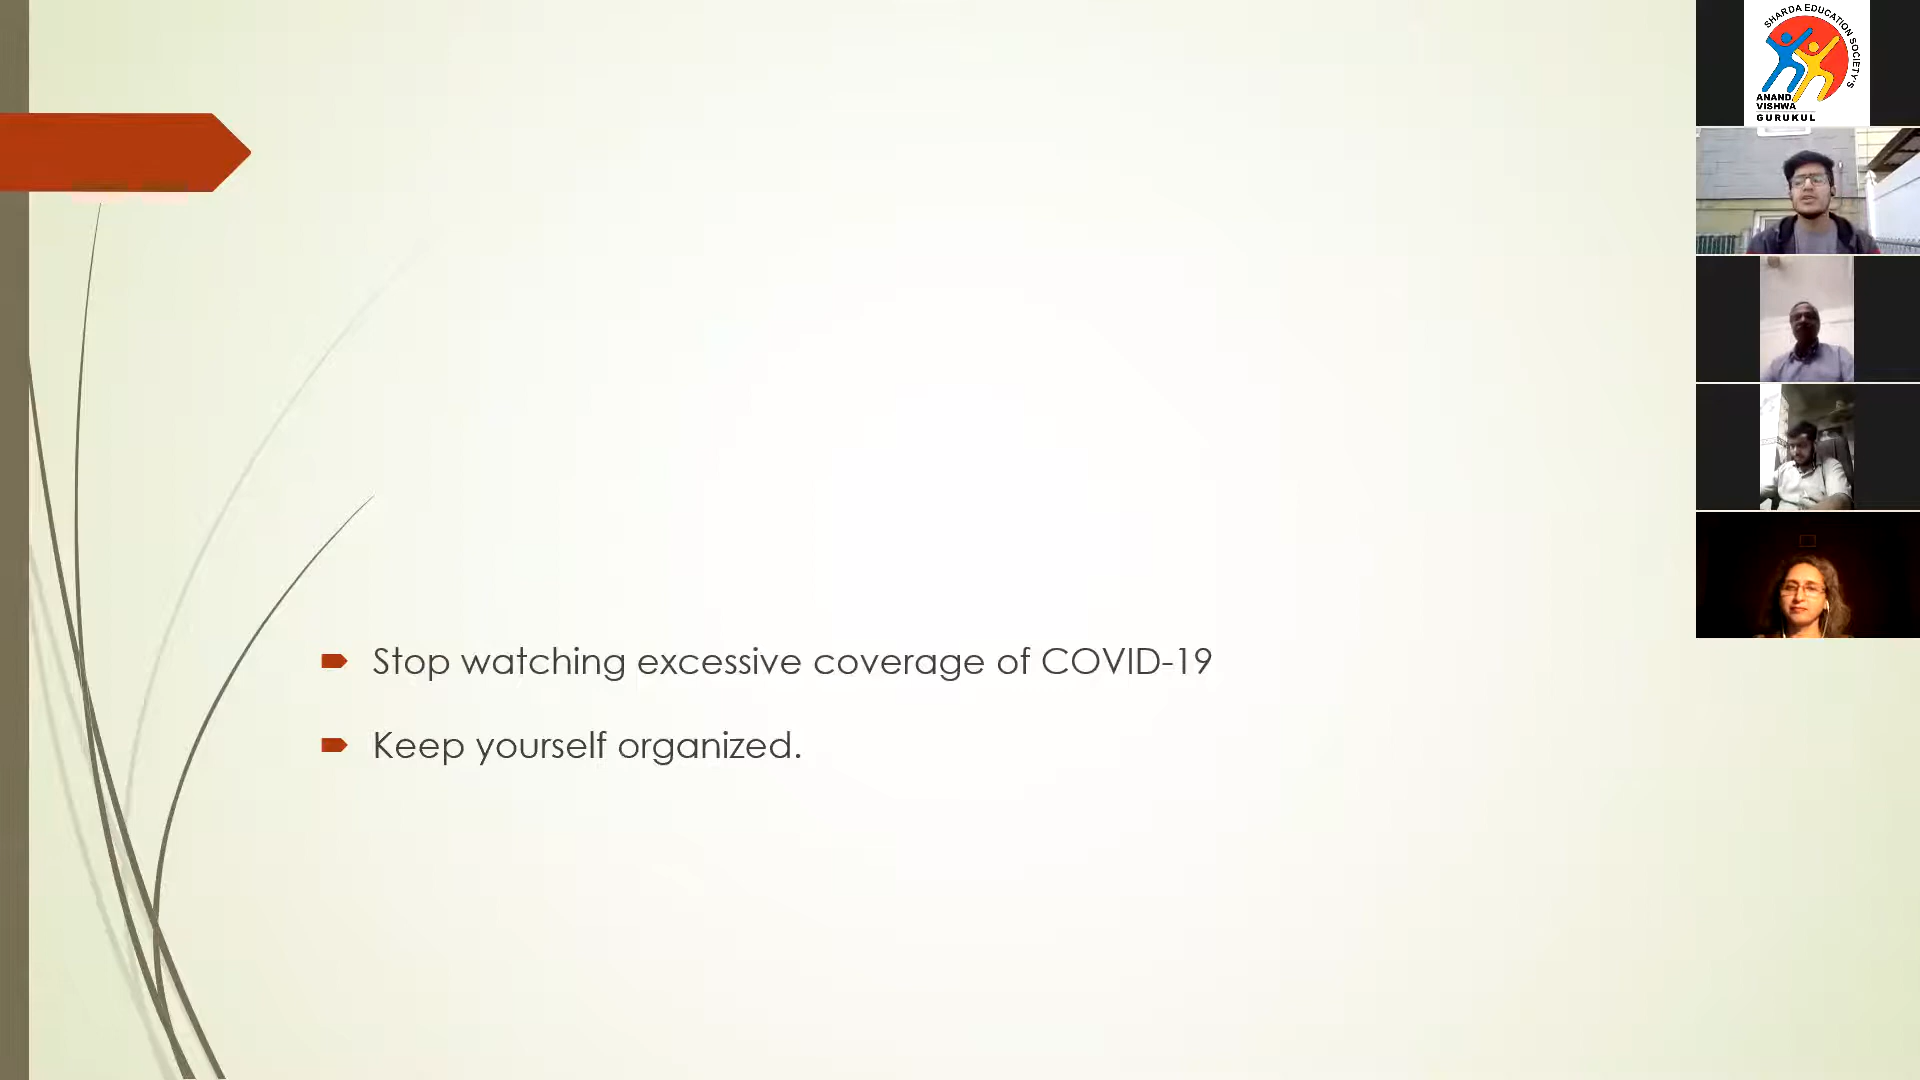 SHARDA EDUCATION SOCIETY'S
ANAND
VISHWA
GURUKUL
Stop watching excessive coverage of COVID-19
Keep yourself organized.